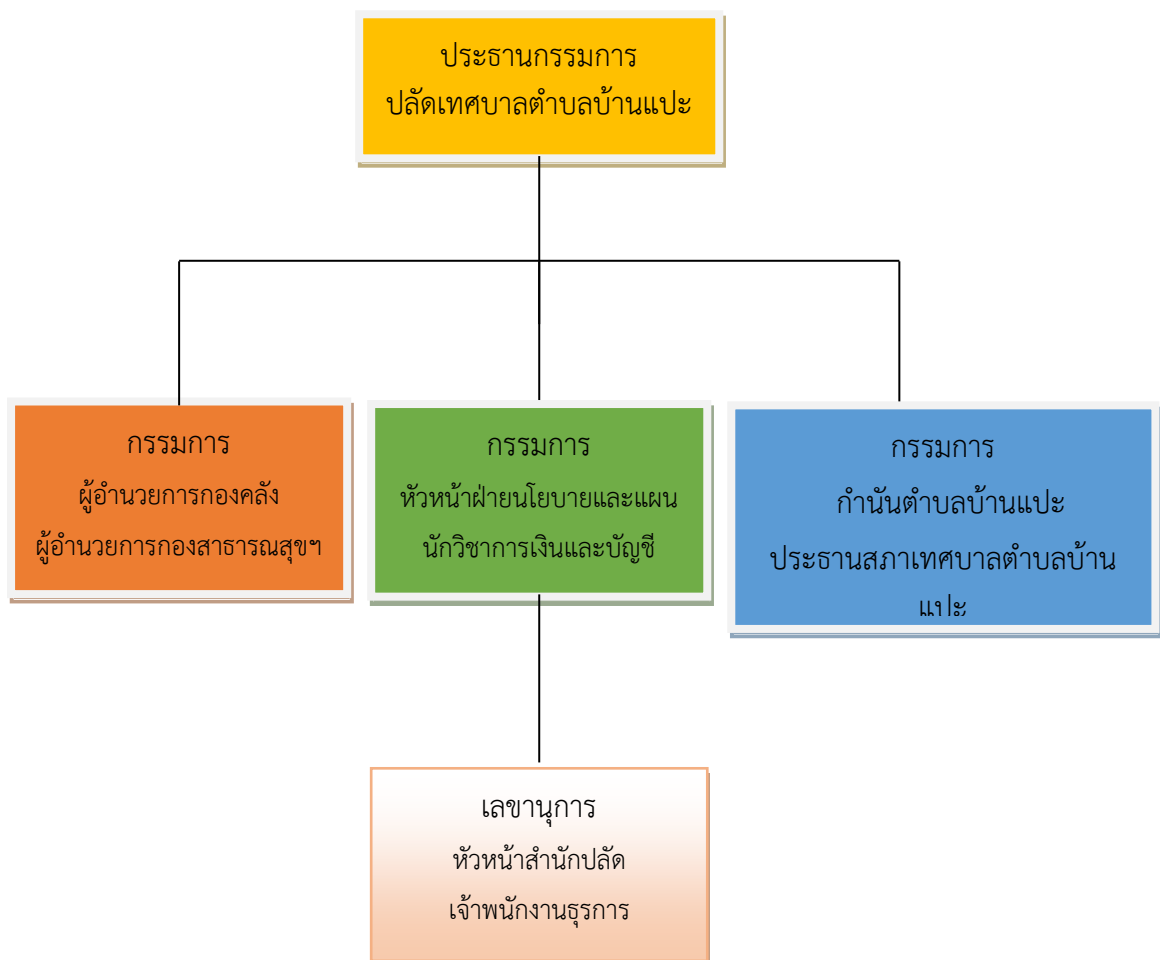 ประธานกรรมการ
ปลัดเทศบาลตำบลบ้านแปะ
กรรมการ
ผู้อำนวยการกองคลัง
ผู้อำนวยการกองสาธารณสุขฯ
กรรมการ
หัวหน้าฝ่ายนโยบายและแผน
นักวิชาการเงินและบัญชี
กรรมการ
กำนันตำบลบ้านแปะ
ประธานสภาเทศบาลตำบลบ้าน
แปะ
เลขานุการ
หัวหน้าสำนักปลัด
เจ้าพนักงานธุรการ